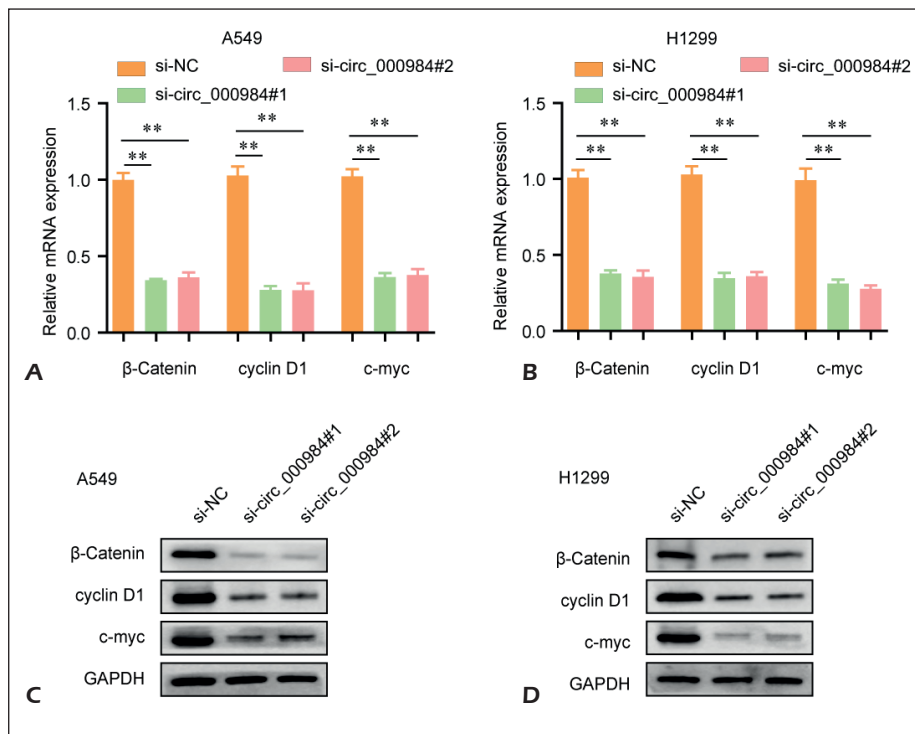 A549
si-NC
si-circ_000984#2
si-circ_000984#1
Relative mRNA expression
1.5
1.0
0.5
0.0
** ** ** ** ** **
β-Catenin cyclin D1 c-myc
A
H1299
si-NC
si-circ_000984#2
si-circ_000984#1
Relative mRNA expression
1.5
1.0
0.5
0.0
** ** ** ** ** **
β-Catenin cyclin D1 c-myc
B
A549
si-NC
si-circ_000984#1
si-circ_000984#2
β-Catenin
cyclin D1
c-myc
GAPDH
C
H1299
si-NC
si-circ_000984#1
si-circ_000984#2
β-Catenin
cyclin D1
c-myc
GAPDH
D